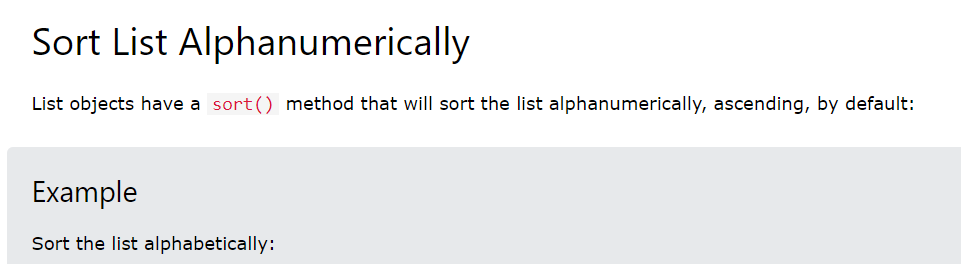 Sort List Alphanumerically
List objects have a sort() method that will sort the list alphanumerically, ascending, by default:
Example
Sort the list alphabetically: